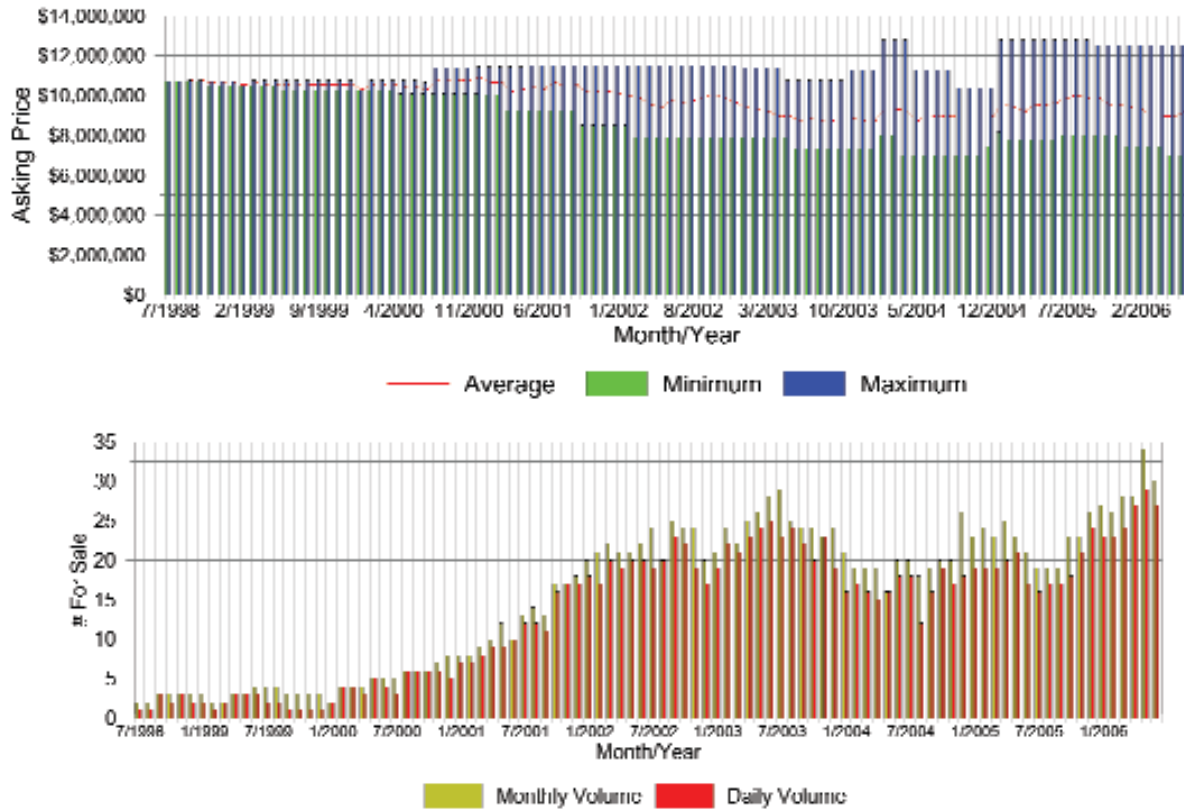 $14,000,000
$12,000,000
$10,000,000
$8,000,000
$6,000,000
$4,000,000
$2,000,000
$0
Asking Price
7/1998 2/1999 9/1999 4/2000 11/2000 6/2001 1/2002 8/2002 3/2003 10/2003 5/2004 12/2004 7/2005 2/2006
Month/Year
Average Minimum Maximum
35
30
25
20
15
10
5
0
# For Sale
7/1998 1/1999 7/1999 1/2000 7/2000 1/2001 7/2001 1/2002 7/2002 1/2003 7/2003 1/2004 7/2004 1/2005 7/2005 1/2006
Month/Year
Monthly Volume Daily Volume